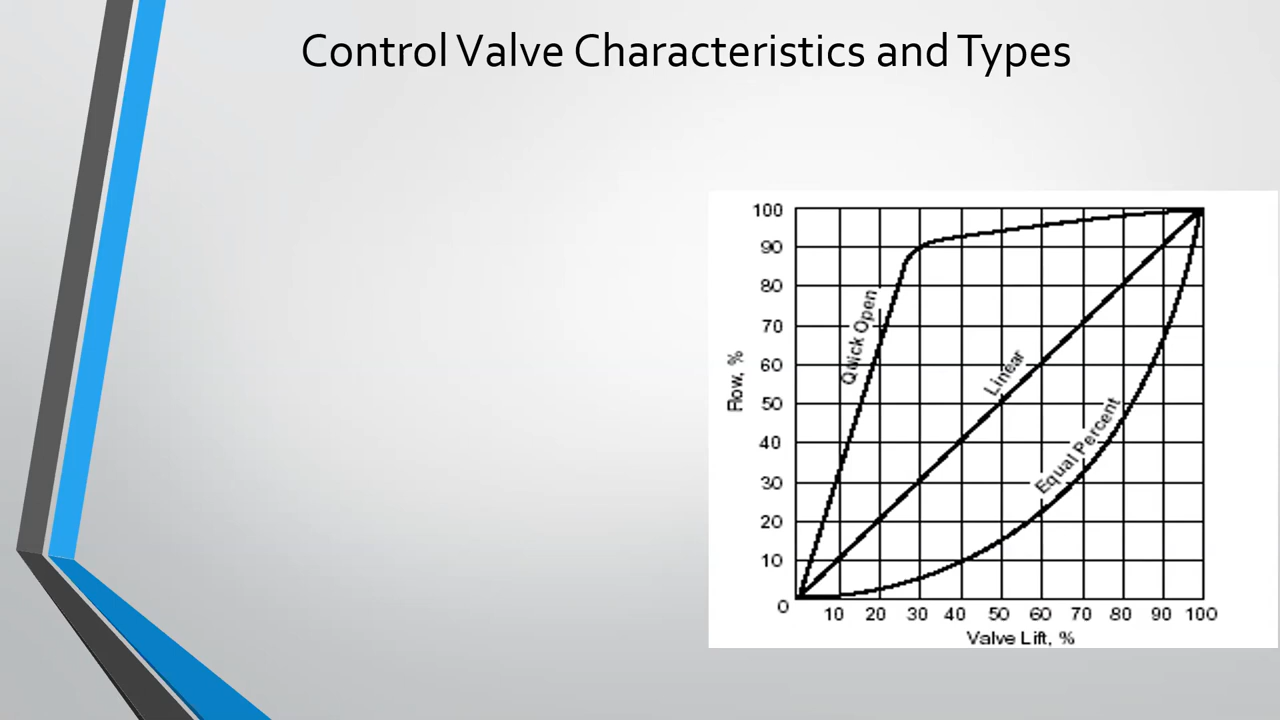 Control Valve Characteristics and Types
100
90
80
70
60
50
40
30
20
10
0
Flow, %
Quick Open
Linear
Equal Percent
10 20 30 40 50 60 70 80 90 100
Valve Lift, %